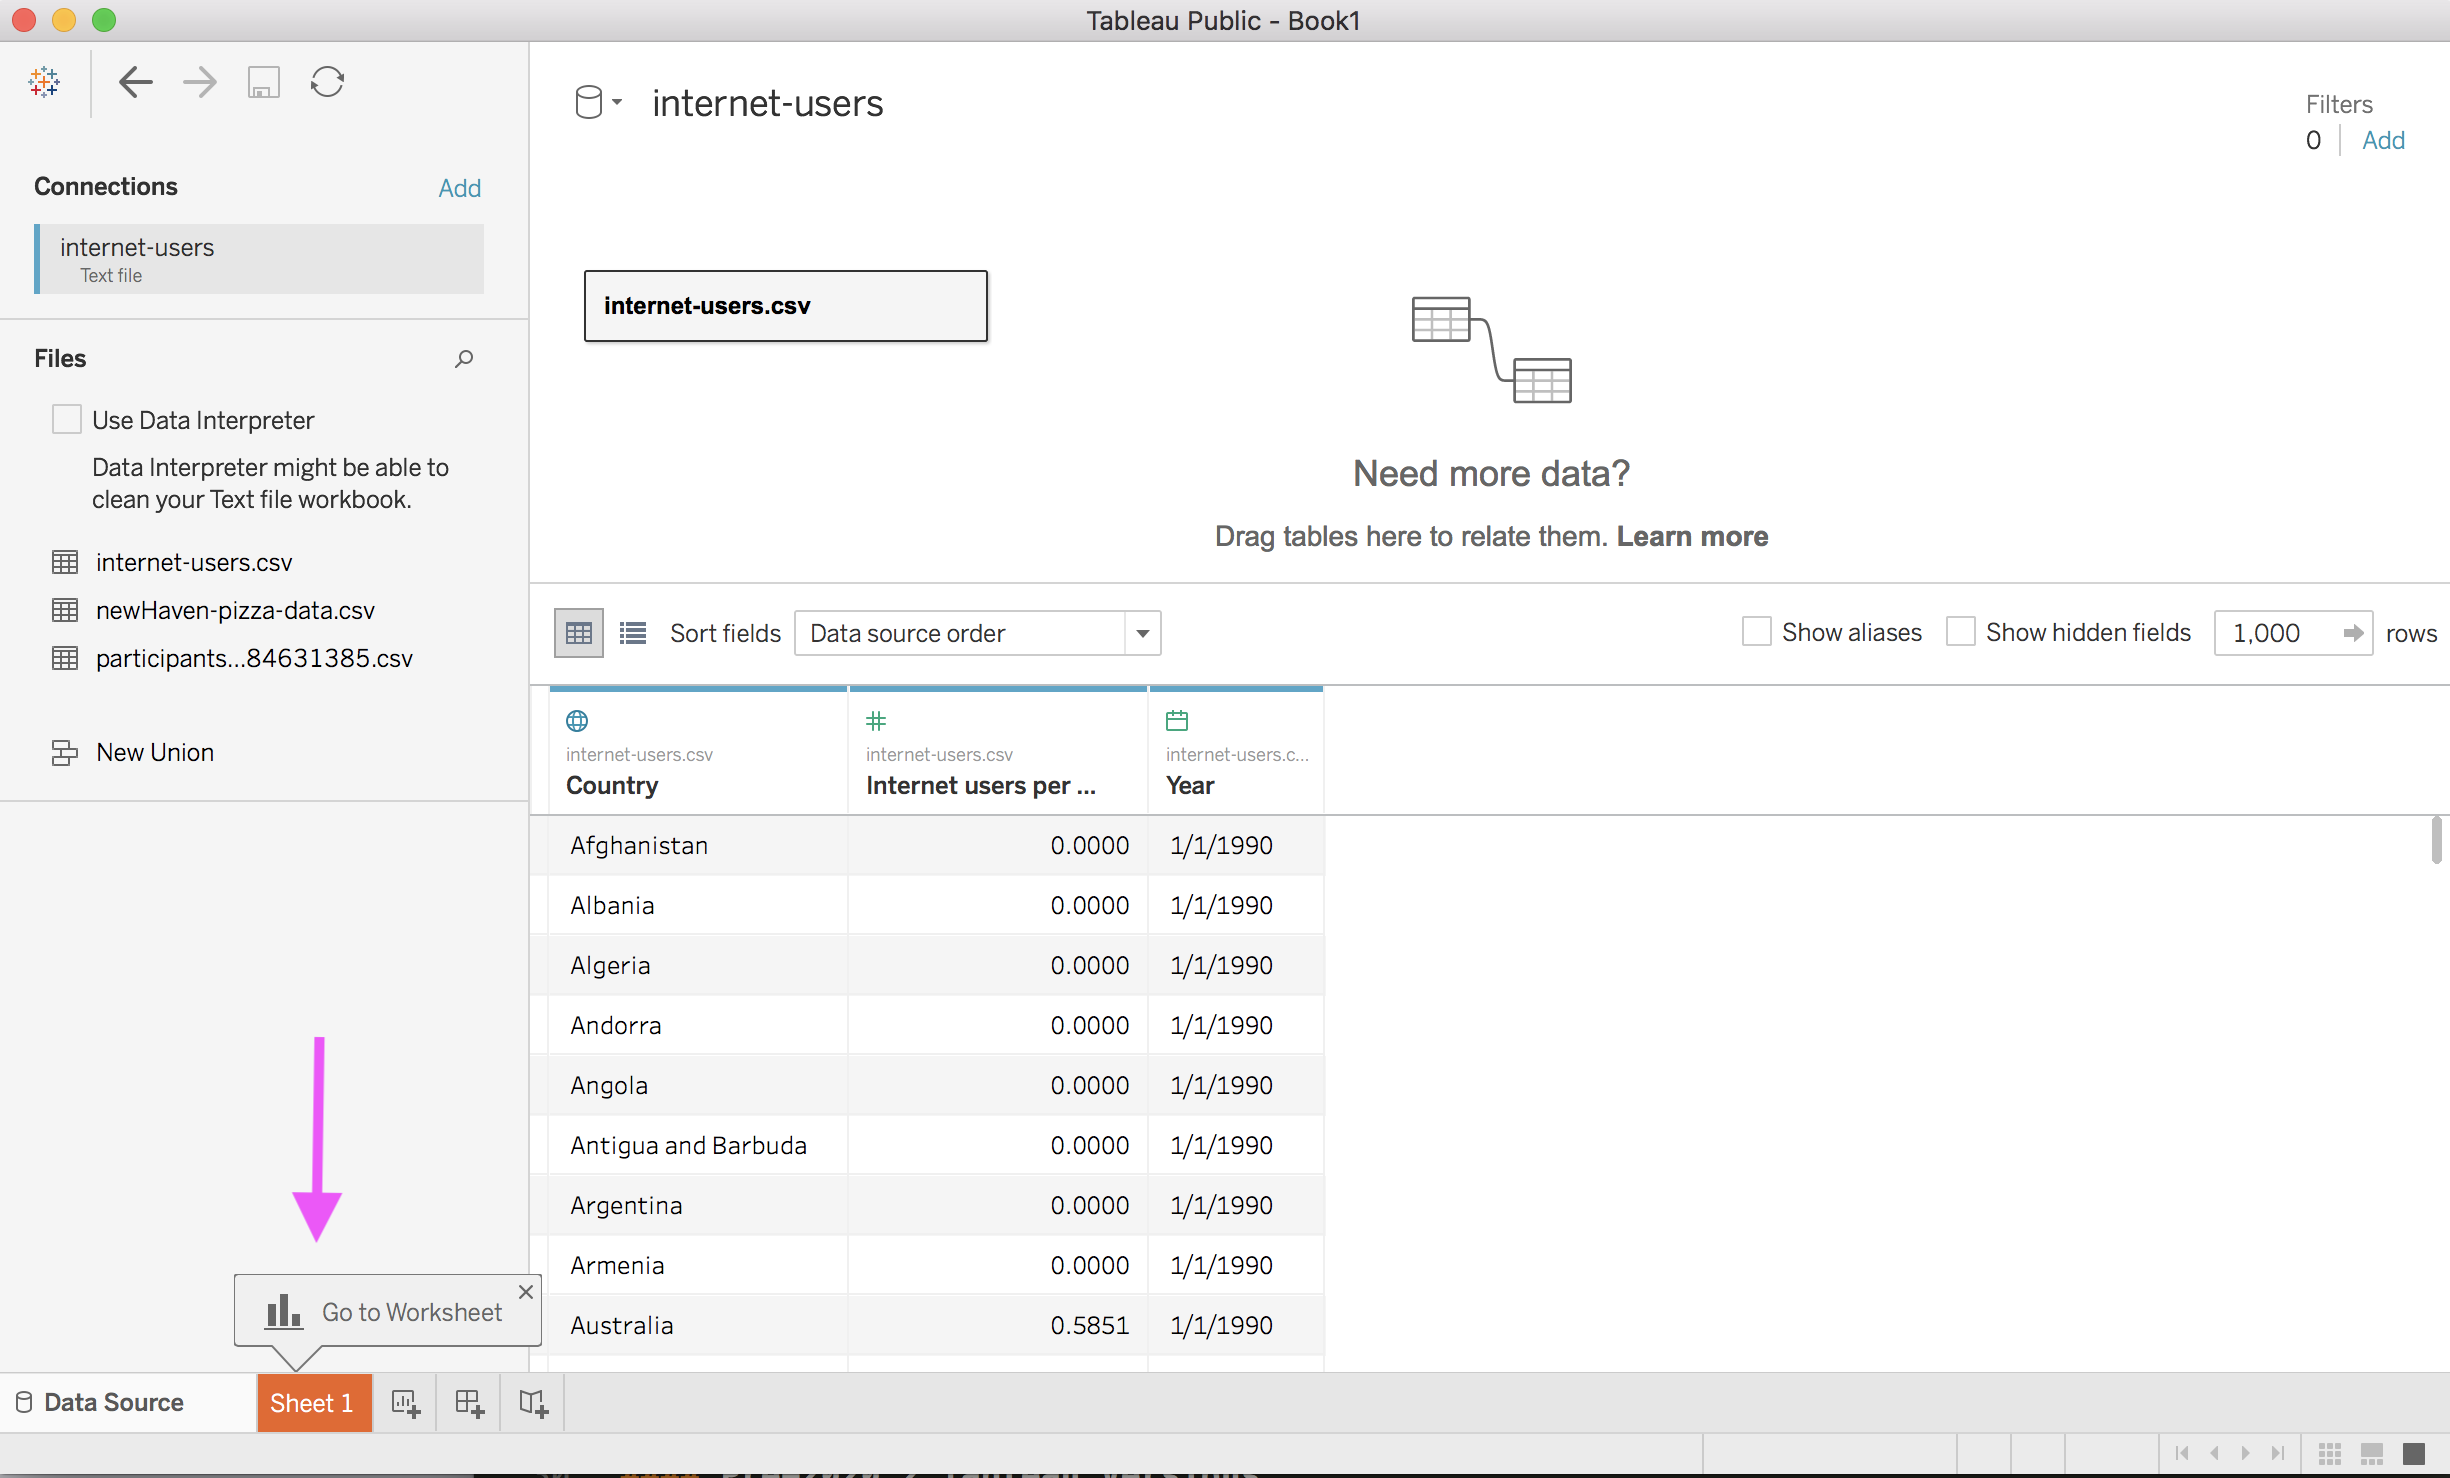 Tableau Public - Book1
internet-users
Filters
0 Add
Connections Add
internet-users
Text file
internet-users.csv
Files
Use Data Interpreter
Data Interpreter might be able to
clean your Text file workbook.
internet-users.csv
newHaven-pizza-data.csv
participants...84631385.csv
New Union
Need more data?
Drag tables here to relate them. Learn more
Sort fields Data source order Show aliases Show hidden fields 1,000 rows
internet-users.csv internet-users.csv internet-users.c...
Country Internet users per ... Year
Afghanistan 0.0000 1/1/1990
Albania 0.0000 1/1/1990
Algeria 0.0000 1/1/1990
Andorra 0.0000 1/1/1990
Angola 0.0000 1/1/1990
Antigua and Barbuda 0.0000 1/1/1990
Argentina 0.0000 1/1/1990
Armenia 0.0000 1/1/1990
Australia 0.5851 1/1/1990
Go to Worksheet
Data Source Sheet 1